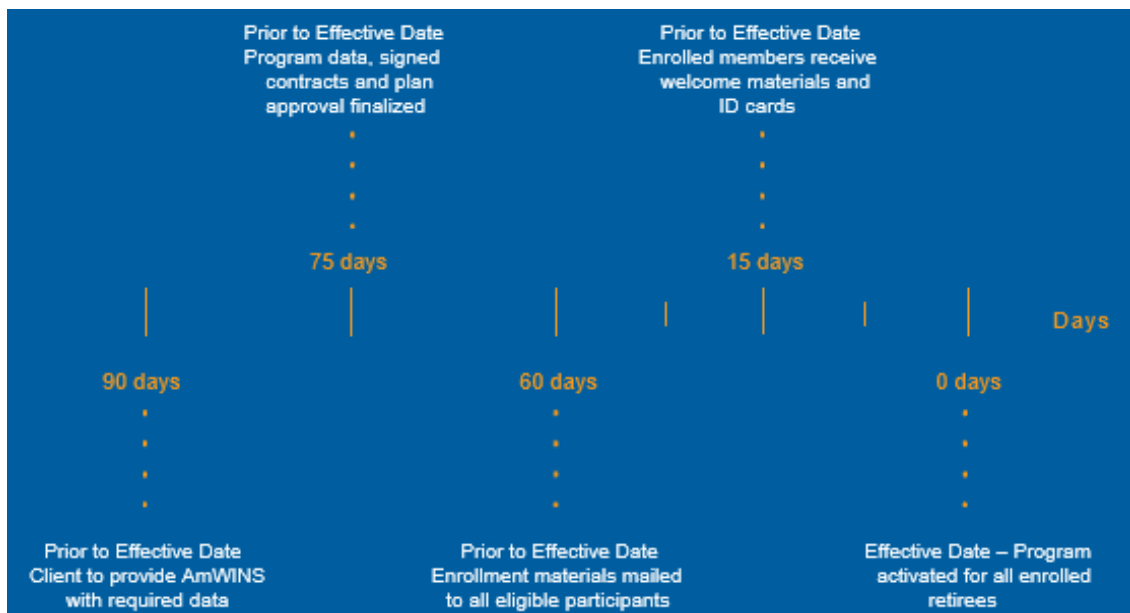 Prior to Effective Date
Program data, signed
contracts and plan
approval finalized
Prior to Effective Date
Enrolled members receive
welcome materials and
ID cards
75 days
15 days
Days
90 days
60 days
0 days
Prior to Effective Date
Client to provide AmWINS
with required data
Prior to Effective Date
Enrollment materials mailed
to all eligible participants
Effective Date – Program
activated for all enrolled
retirees